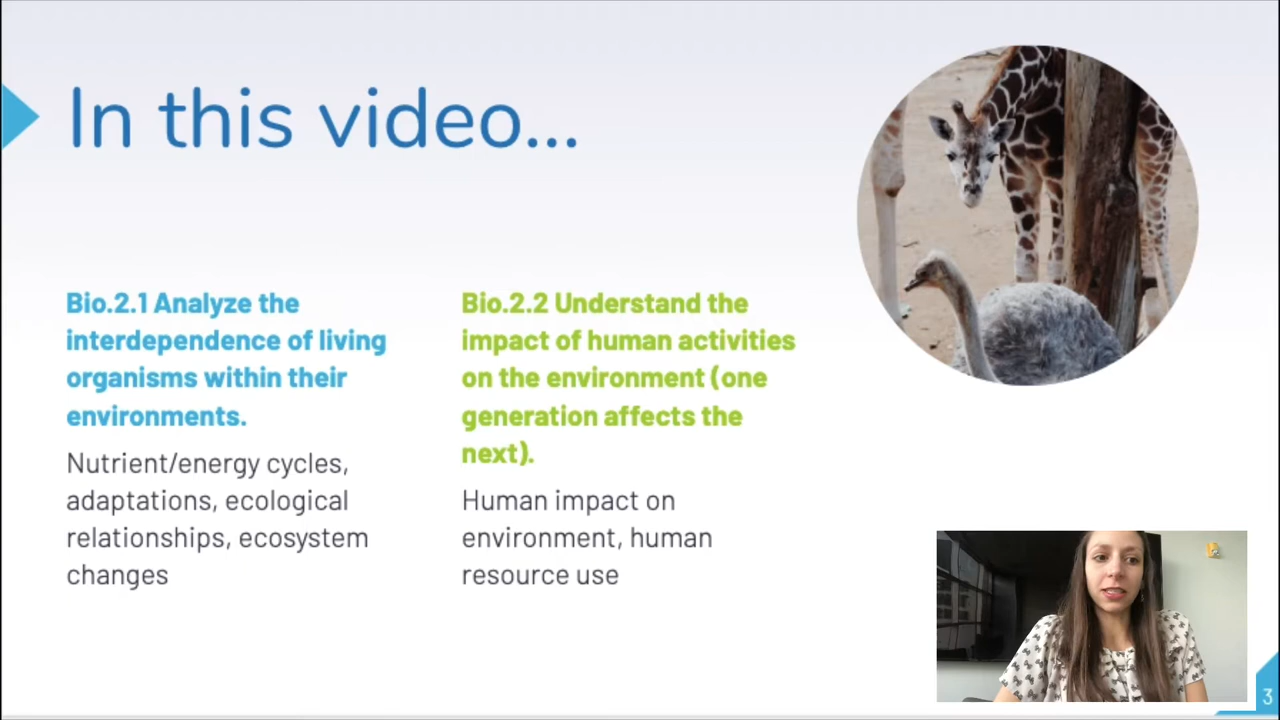 In this video...
Bio.2.1 Analyze the
interdependence of living
organisms within their
environments.
Nutrient/energy cycles,
adaptations, ecological
relationships, ecosystem
changes
Bio.2.2 Understand the
impact of human activities
on the environment (one
generation affects the
next).
Human impact on
environment, human
resource use
3